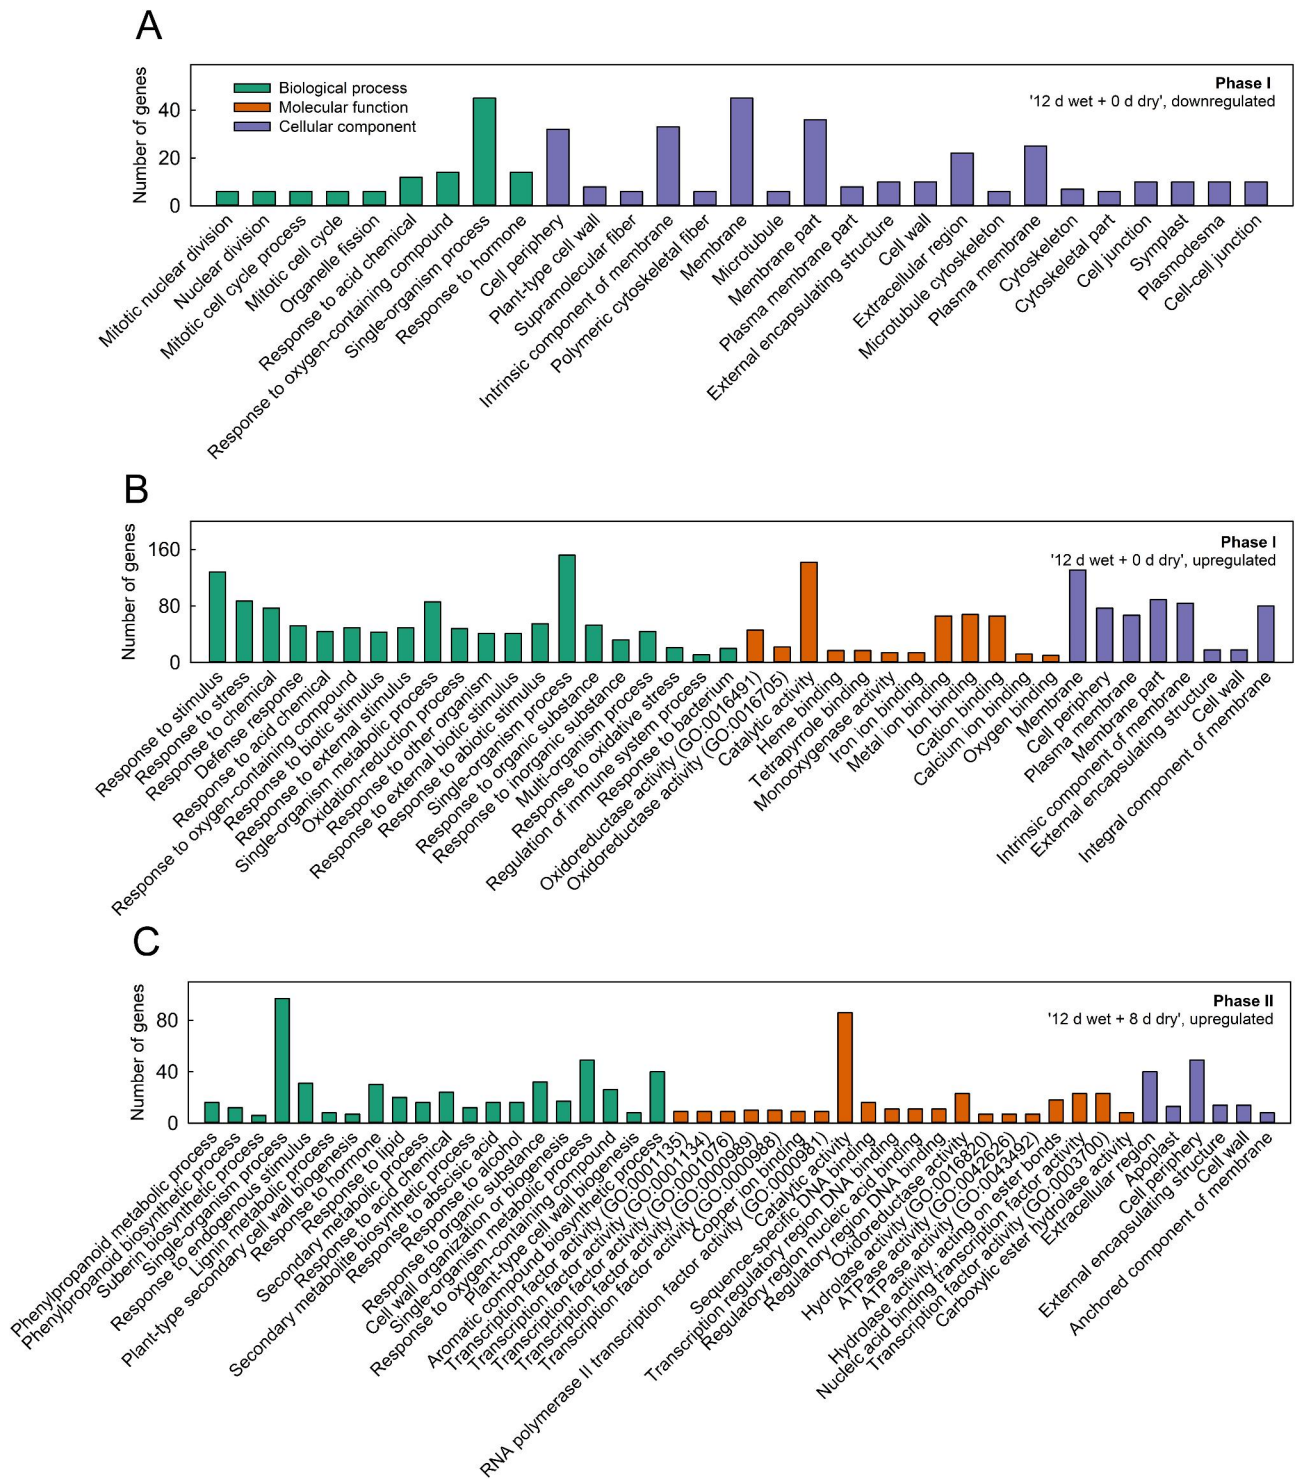 A
Number of genes
40
20
0
Biological process
Molecular function
Cellular component
Phase I
'12 d wet + 0 d dry', downregulated
Mitotic nuclear division
Nuclear division
Mitotic cell cycle process
Mitotic cell cycle
Organelle fission
Response to acid chemical
Response to oxygen-containing compound
Single-organism process
Response to hormone
Cell periphery
Plant-type cell wall
Supramolecular fiber
Intrinsic component of membrane
Polymeric cytoskeletal fiber
Membrane
Microtubule
Membrane part
Plasma membrane part
External encapsulating structure
Cell wall
Extracellular region
Microtubule cytoskeleton
Plasma membrane
Cytoskeleton
Cytoskeletal part
Cell junction
Symplast
Plasmodesma
Cell-cell junction
B
Number of genes
160
80
0
Phase I
'12 d wet + 0 d dry', upregulated
Response to stimulus
Response to stress
Response to chemical
Defense response
Response to acid chemical
Response to oxygen-containing compound
Response to biotic stimulus
Response to external stimulus
Single-organism metabolic process
Oxidation-reduction process
Response to other organism
Response to external biotic stimulus
Response to abiotic stimulus
Single-organism process
Response to organic substance
Response to inorganic substance
Multi-organism process
Response to oxidative stress
Regulation of immune system process
Response to bacterium
Oxidoreductase activity (GO:0016491)
Oxidoreductase activity (GO:0016705)
Catalytic activity
Heme binding
Tetrapyrrole binding
Monooxygenase activity
Iron ion binding
Metal ion binding
Ion binding
Cation binding
Calcium ion binding
Oxygen binding
Membrane
Cell periphery
Plasma membrane
Membrane part
Intrinsic component of membrane
External encapsulating structure
Cell wall
Integral component of membrane
C
Number of genes
80
40
0
Phase II
'12 d wet + 8 d dry', upregulated
Phenylpropanoid metabolic process
Phenylpropanoid biosynthetic process
Suberin biosynthetic process
Single-organism process
Response to endogenous stimulus
Lignin metabolic process
Plant-type secondary cell wall biogenesis
Response to hormone
Response to lipid
Secondary metabolic process
Response to acid chemical
Secondary metabolite biosynthetic process
Response to abscisic acid
Response to alcohol
Response to organic substance
Cell wall organization or biogenesis
Single-organism metabolic process
Response to oxygen-containing compound
Plant-type cell wall biogenesis
Aromatic compound biosynthetic process
Transcription factor activity (GO:0001135)
Transcription factor activity (GO:0001134)
Transcription factor activity (GO:0001076)
Transcription factor activity (GO:0000989)
Transcription factor activity (GO:0000988)
Copper ion binding
RNA polymerase II transcription factor activity (GO:0000981)
Catalytic activity
Sequence-specific DNA binding
Transcription regulatory region DNA binding
Regulatory region nucleic acid binding
Regulatory region DNA binding
Oxidoreductase activity
Hydrolase activity (GO:0016820)
ATPase activity (GO:0042626)
ATPase activity (GO:0043492)
Hydrolase activity, acting on ester bonds
Nucleic acid binding transcription factor activity
Transcription factor activity (GO:0003700)
Carboxylic ester hydrolase activity
Extracellular region
Apoplast
Cell periphery
External encapsulating structure
Cell wall
Anchored component of membrane